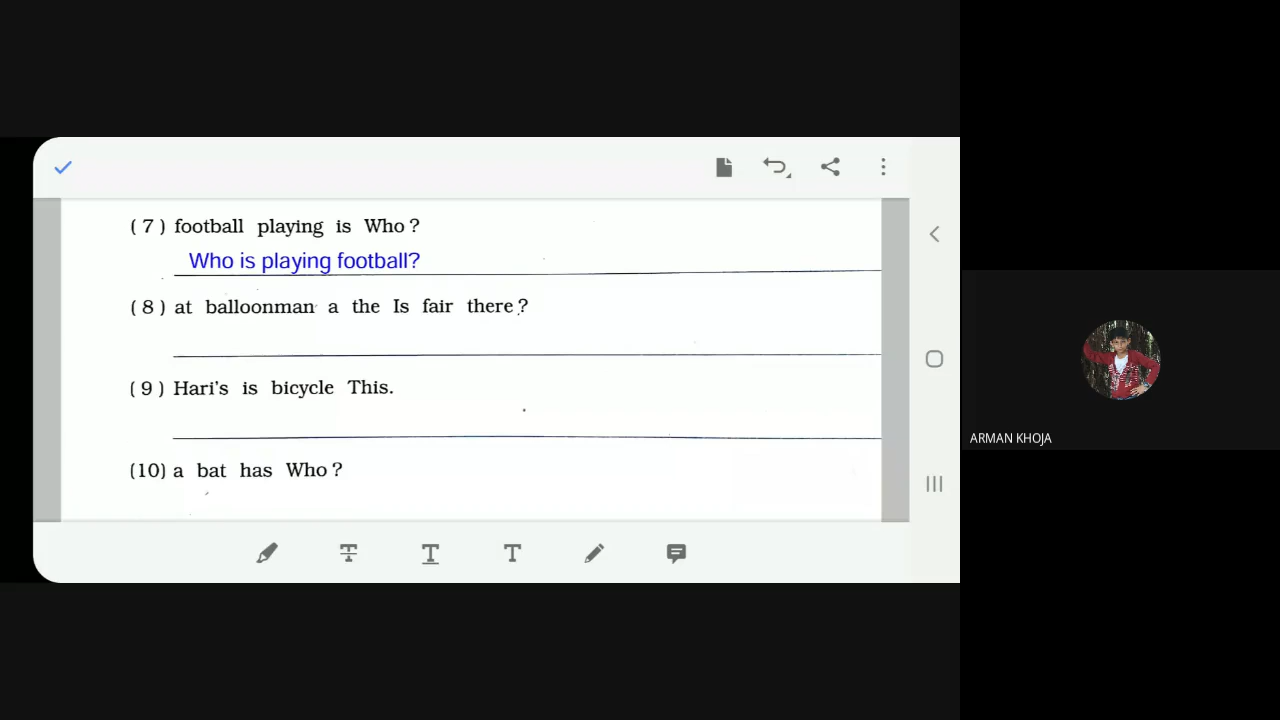 (7) football playing is Who?
Who is playing football?
(8) at balloonman a the Is fair there?
(9) Hari's is bicycle This.
(10) a bat has Who?
ARMAN KHOJA